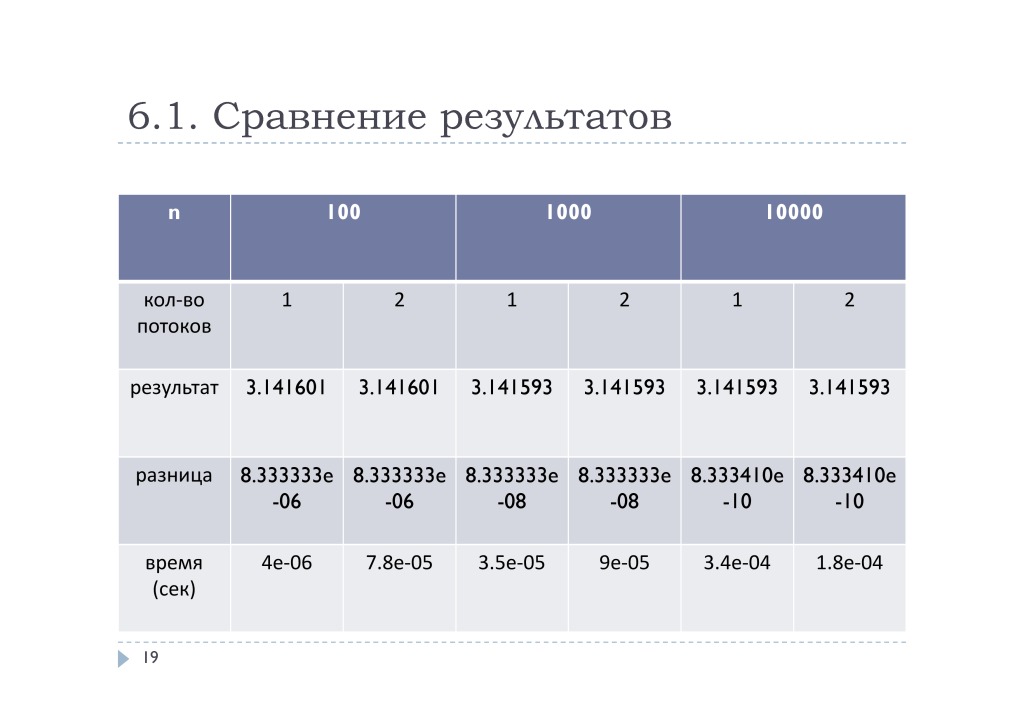 6.1. Сравнение результатов
n 100 1000 10000
кол-во
потоков
1 2 1 2 1 2
результат 3.141601 3.141601 3.141593 3.141593 3.141593 3.141593
разница 8.333333e 8.333333e 8.333333e 8.333333e 8.333410e 8.333410e
-06 -06 -08 -08 -10 -10
время 4e-06 7.8e-05 3.5e-05 9e-05 3.4e-04 1.8e-04
(сек)
19